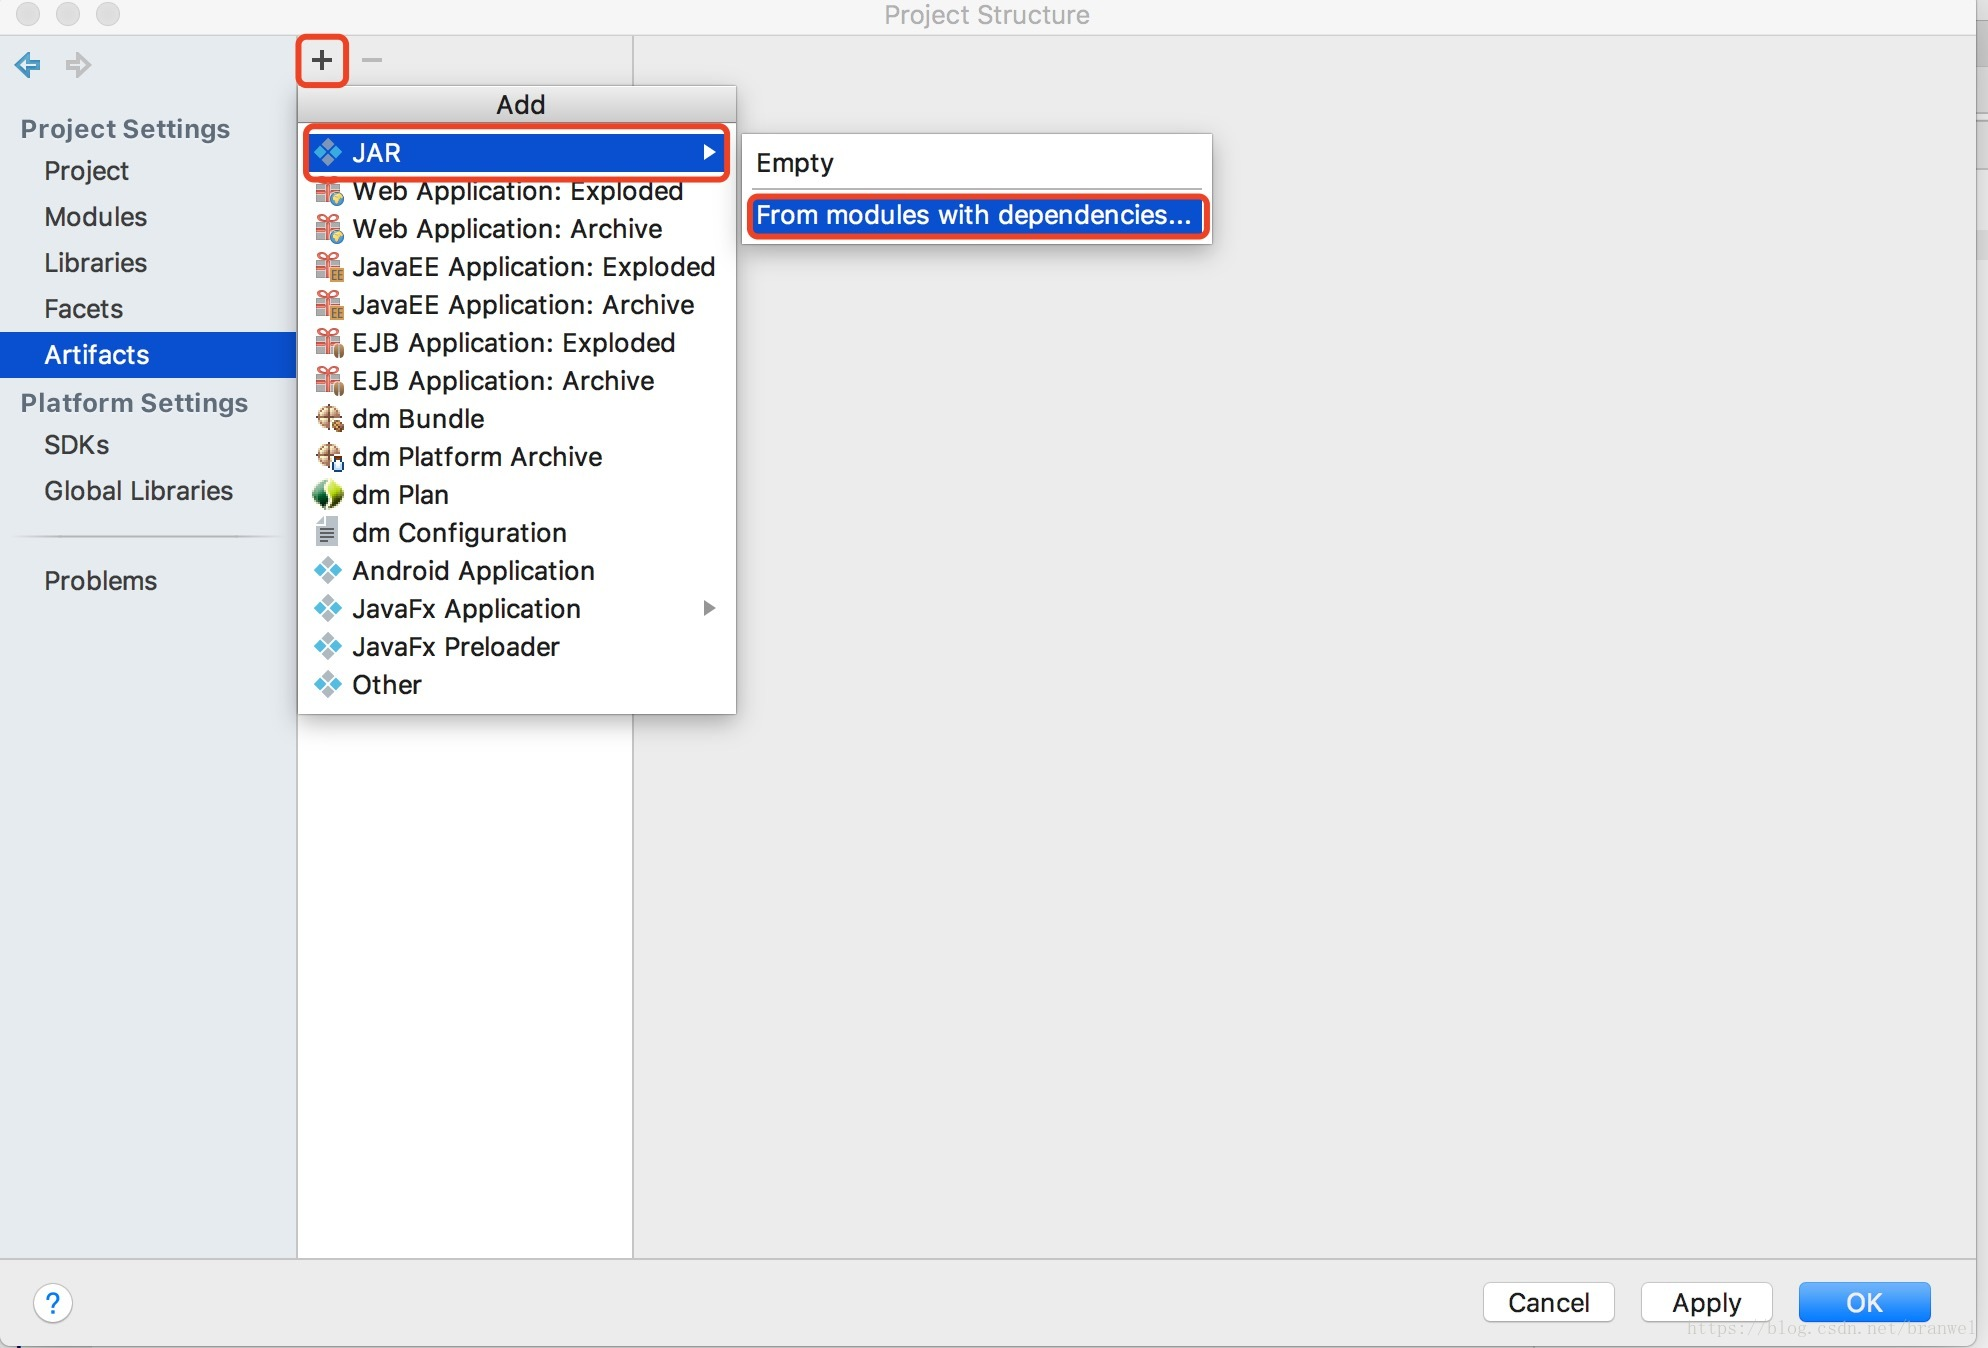 Project Structure
Project Settings
Project
Modules
Libraries
Facets
Artifacts
Platform Settings
SDKs
Global Libraries
Problems
Add
JAR
Web Application: Exploded
Web Application: Archive
JavaEE Application: Exploded
JavaEE Application: Archive
EJB Application: Exploded
EJB Application: Archive
dm Bundle
dm Platform Archive
dm Plan
dm Configuration
Android Application
JavaFx Application
JavaFx Preloader
Other
Empty
From modules with dependencies...
?
Cancel
Apply
OK
https://blog.csdn.net/branwel